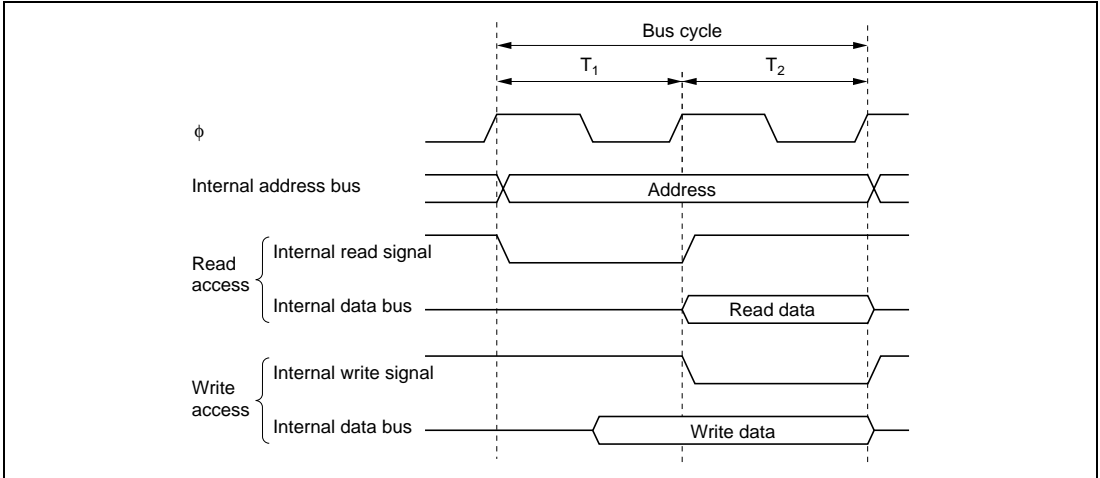 Bus cycle
T₁
T₂
ϕ
Internal address bus
Address
Read
access
Internal read signal
Internal data bus
Read data
Write
access
Internal write signal
Internal data bus
Write data